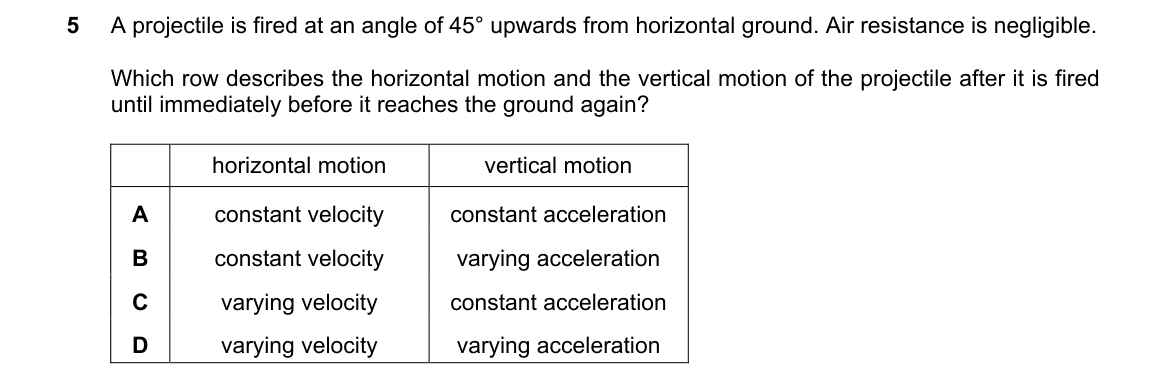 5 A projectile is fired at an angle of 45° upwards from horizontal ground. Air resistance is negligible.
Which row describes the horizontal motion and the vertical motion of the projectile after it is fired
until immediately before it reaches the ground again?
horizontal motion vertical motion
A constant velocity constant acceleration
B constant velocity varying acceleration
C varying velocity constant acceleration
D varying velocity varying acceleration